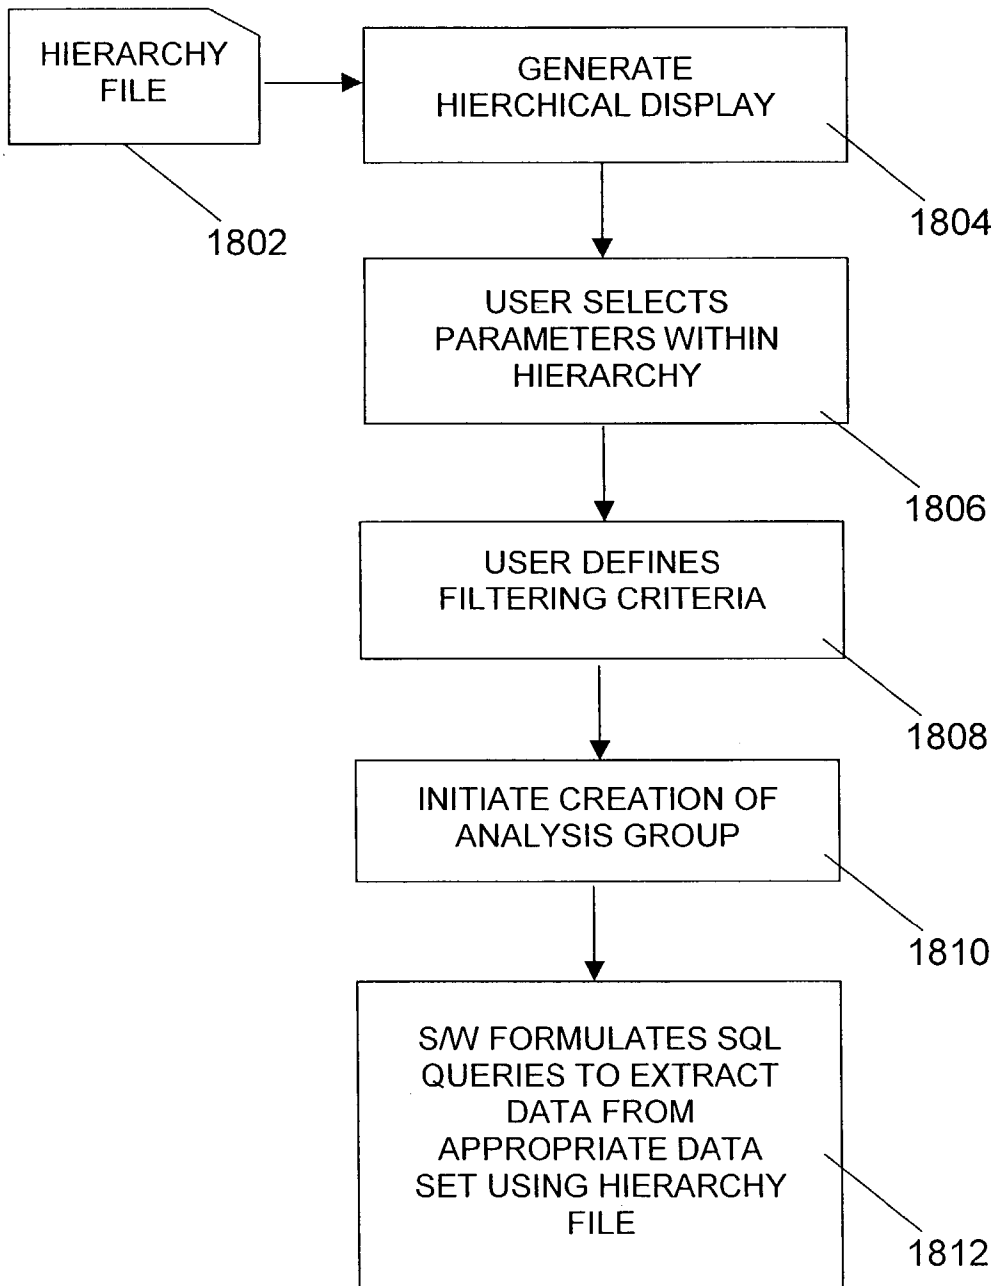 HIERARCHY
FILE
GENERATE
HIERCHICAL DISPLAY
1802
1804
USER SELECTS
PARAMETERS WITHIN
HIERARCHY
1806
USER DEFINES
FILTERING CRITERIA
1808
INITIATE CREATION OF
ANALYSIS GROUP
1810
S/W FORMULATES SQL
QUERIES TO EXTRACT
DATA FROM
APPROPRIATE DATA
SET USING HIERARCHY
FILE
1812